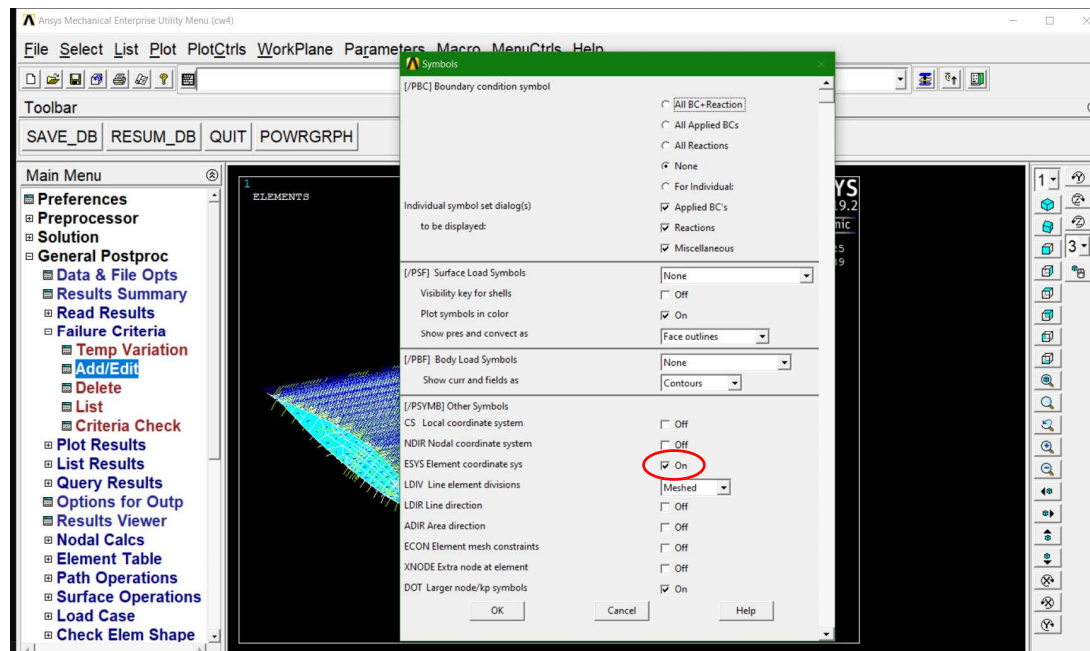 Ansys Mechanical Enterprise Utility Menu (cw4)
File Select List Plot PlotCtrls WorkPlane Parameters Macro MenuCtrls Help
Toolbar
SAVE_DB RESUM_DB QUIT POWRGRPH
Main Menu
Preferences
Preprocessor
Solution
General Postproc
Data & File Opts
Results Summary
Read Results
Failure Criteria
Temp Variation
Add/Edit
Delete
List
Criteria Check
Plot Results
List Results
Query Results
Options for Outp
Results Viewer
Nodal Calcs
Element Table
Path Operations
Surface Operations
Load Case
Check Elem Shape
1
ELEMENTS
Symbols
[/PBC] Boundary condition symbol
All BC+Reaction
All Applied BCs
All Reactions
None
For Individual:
Individual symbol set dialog(s)
Applied BC's
to be displayed:
Reactions
Miscellaneous
[/PSF] Surface Load Symbols
None
Visibility key for shells
Off
Plot symbols in color
On
Show pres and convect as
Face outlines
[/PBF] Body Load Symbols
None
Show curr and fields as
Contours
[/PSYMB] Other Symbols
CS Local coordinate system
Off
NDIR Nodal coordinate system
Off
ESYS Element coordinate sys
On
LDIV Line element divisions
Meshed
LDIR Line direction
Off
ADIR Area direction
Off
ECON Element mesh constraints
Off
XNODE Extra node at element
Off
DOT Larger node/kp symbols
On
OK Cancel Help
YS
19.2
nic
5
19
1
3